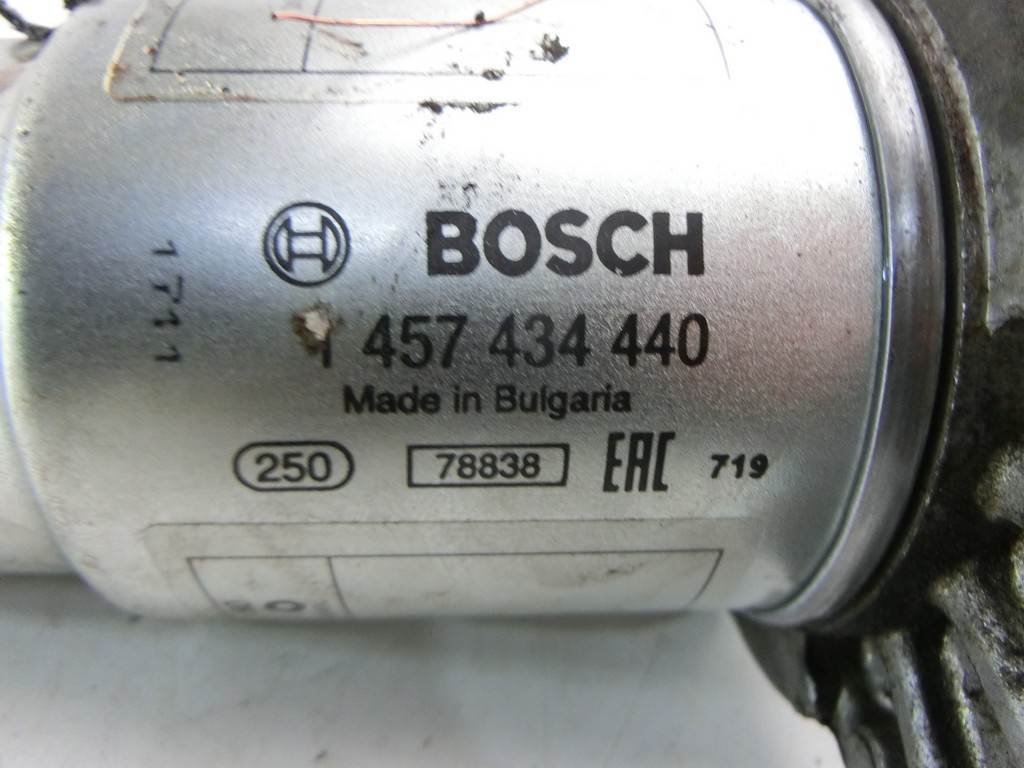 BOSCH
1 457 434 440
Made in Bulgaria
250 78838 EAC 719
1711